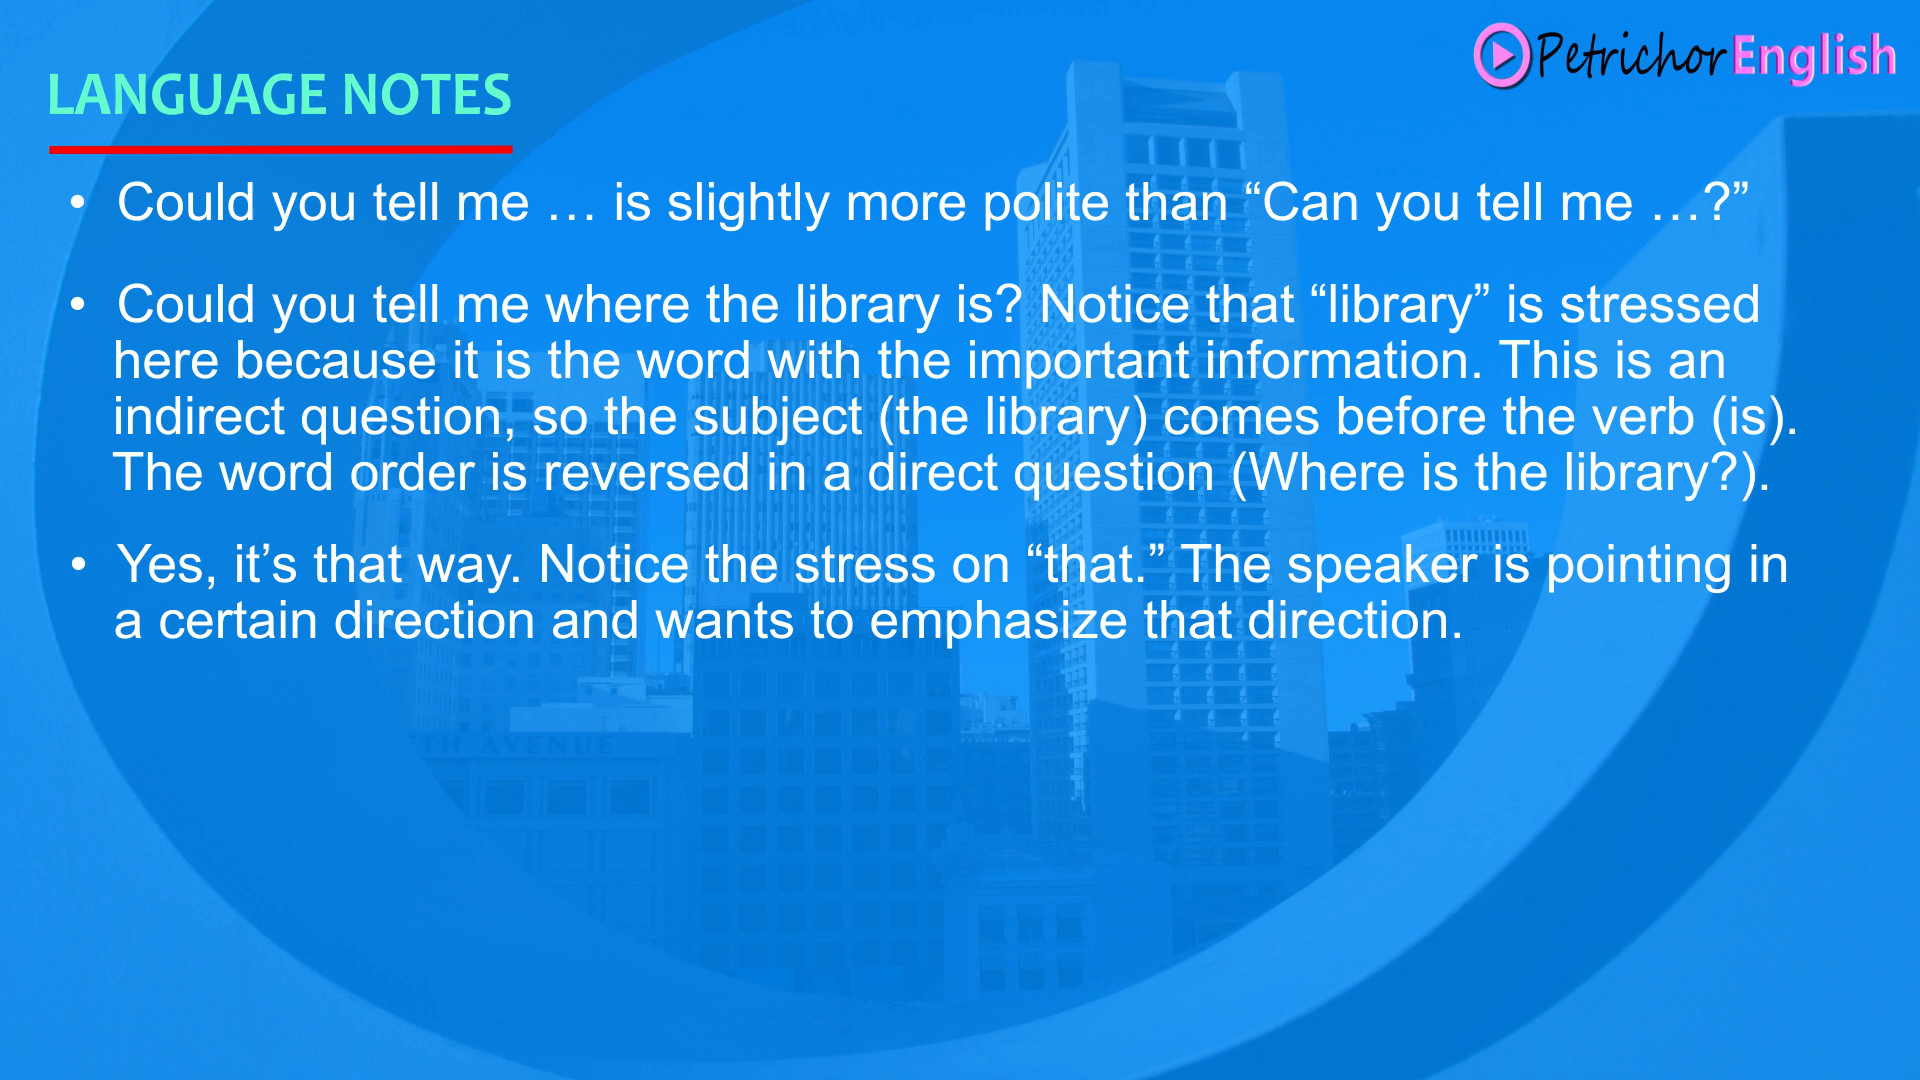 PetrichorEnglish
LANGUAGE NOTES
• Could you tell me … is slightly more polite than “Can you tell me …?”
• Could you tell me where the library is? Notice that “library” is stressed
here because it is the word with the important information. This is an
indirect question, so the subject (the library) comes before the verb (is).
The word order is reversed in a direct question (Where is the library?).
• Yes, it’s that way. Notice the stress on “that.” The speaker is pointing in
a certain direction and wants to emphasize that direction.
TH AVENUE